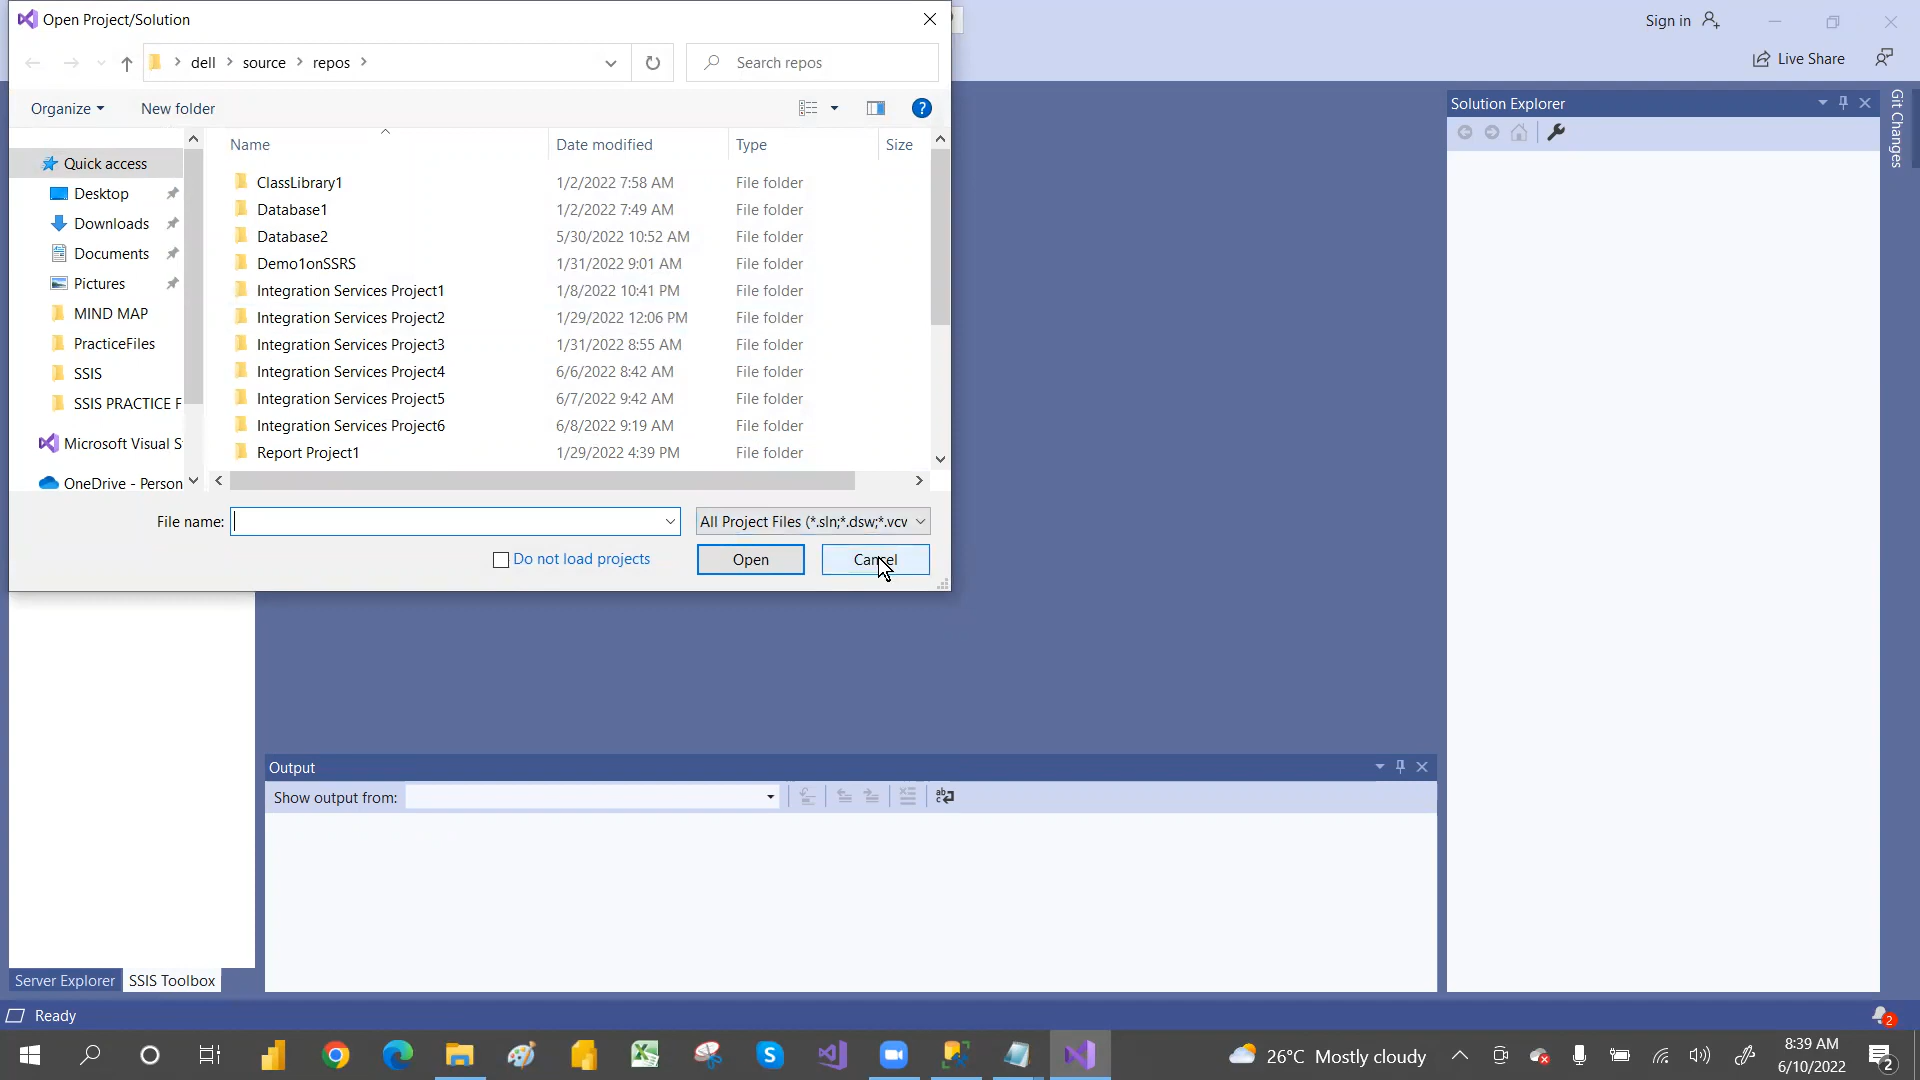 Open Project/Solution
Sign in
dell source repos
Search repos
Live Share
Organize
New folder
?
Solution Explorer
Git Changes
Name Date modified Type Size
Quick access
Desktop
Downloads
Documents
Pictures
MIND MAP
PracticeFiles
SSIS
SSIS PRACTICE F
Microsoft Visual S
OneDrive - Person
ClassLibrary1 1/2/2022 7:58 AM File folder
Database1 1/2/2022 7:49 AM File folder
Database2 5/30/2022 10:52 AM File folder
Demo1onSSRS 1/31/2022 9:01 AM File folder
Integration Services Project1 1/8/2022 10:41 PM File folder
Integration Services Project2 1/29/2022 12:06 PM File folder
Integration Services Project3 1/31/2022 8:55 AM File folder
Integration Services Project4 6/6/2022 8:42 AM File folder
Integration Services Project5 6/7/2022 9:42 AM File folder
Integration Services Project6 6/8/2022 9:19 AM File folder
Report Project1 1/29/2022 4:39 PM File folder
File name:
All Project Files (*.sln;*.dsw;*.vcv
Do not load projects
Open
Cancel
Output
Show output from:
Server Explorer
SSIS Toolbox
Ready
2
26°C Mostly cloudy
8:39 AM
6/10/2022
2